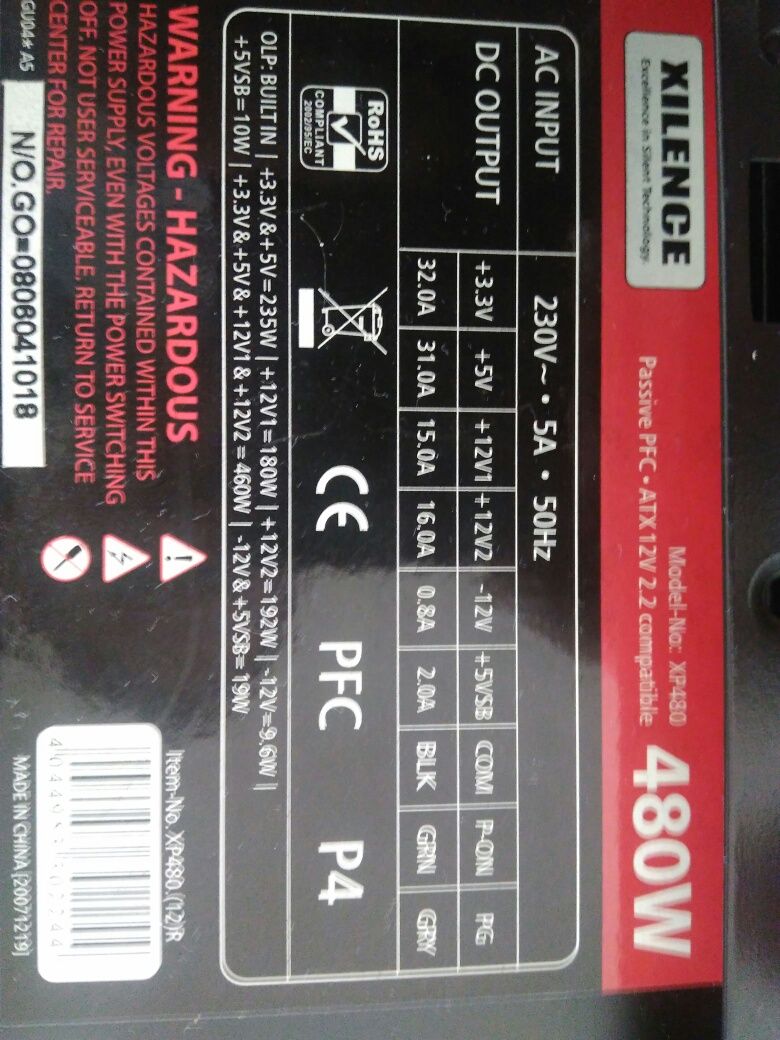 XILENCE
Excellence in Silent Technology.
Model-No: XP480
Passive PFC • ATX 12V 2.2 compatible
480W
AC INPUT 230V~ • 5A • 50Hz
DC OUTPUT +3.3V +5V +12V1 +12V2 -12V +5VSB COM P-ON PG
32.0A 31.0A 15.0A 16.0A 0.8A 2.0A BLK GRN GRY
RoHS
COMPLIANT
2002/95/EC
CE PFC P4
OLP: BUILT IN | +3.3V & +5V = 235W | +12V1 = 180W | +12V2 = 192W | -12V = 9.6W |
+5VSB = 10W | +3.3V & +5V & +12V1 & +12V2 = 460W | -12V & +5VSB = 19W
WARNING - HAZARDOUS
HAZARDOUS VOLTAGES CONTAINED WITHIN THIS
POWER SUPPLY, EVEN WITH THE POWER SWITCHING
OFF. NOT USER SERVICEABLE, RETURN TO SERVICE
CENTER FOR REPAIR.
Item-No. XP480.(12)R
N/O.GO=0806041018
GU04* A5
MADE IN CHINA [20071219]